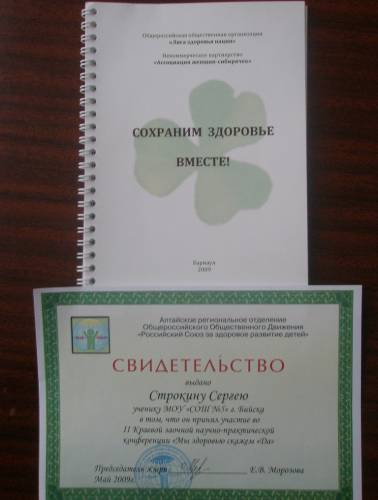 Общероссийская общественная организация
«Лига здоровья нации»
Некоммерческое партнерство
«Ассоциация женщин-сибирячек»
СОХРАНИМ ЗДОРОВЬЕ
ВМЕСТЕ!
Барнаул
2009
Алтайское региональное отделение
Общероссийского Общественного Движения
«Российский Союз за здоровое развитие детей»
СВИДЕТЕЛЬСТВО
выдано
Строкину Сергею
ученику МОУ «СОШ №5» г. Бийска
в том, что он принял участие во
II Краевой заочной научно-практической
конференции «Мы здоровью скажем «Да»
Председатель жюри Е.В. Морозова
Май 2009г.